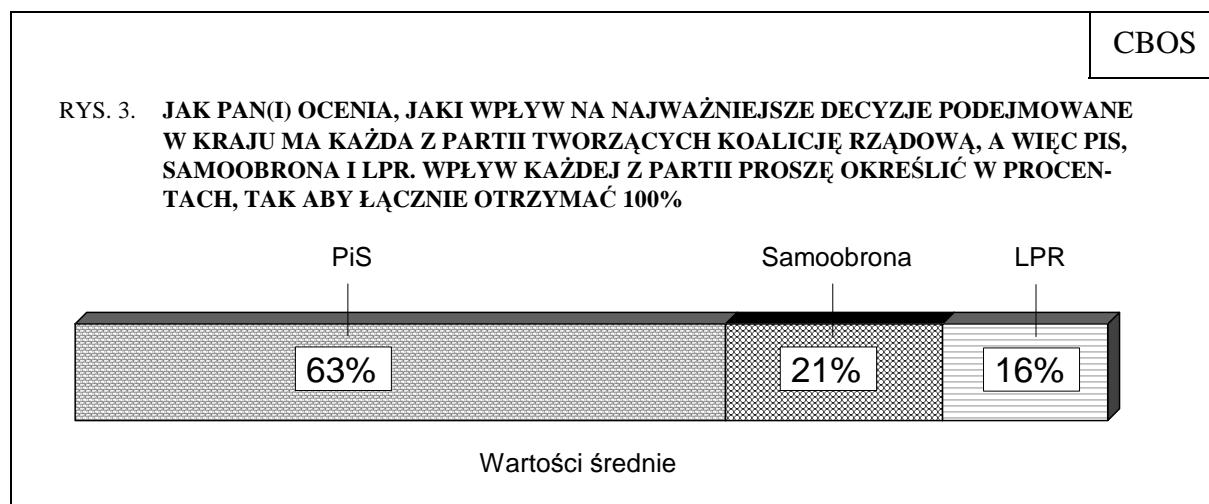 CBOS
RYS. 3. JAK PAN(I) OCENIA, JAKI WPŁYW NA NAJWAŻNIEJSZE DECYZJE PODEJMOWANE
W KRAJU MA KAŻDA Z PARTII TWORZĄCYCH KOALICJĘ RZĄDOWĄ, A WIĘC PIS,
SAMOOBRONA I LPR. WPŁYW KAŻDEJ Z PARTII PROSZĘ OKREŚLIĆ W PROCEN-
TACH, TAK ABY ŁĄCZNIE OTRZYMAĆ 100%
PiS Samoobrona LPR
63% 21% 16%
Wartości średnie